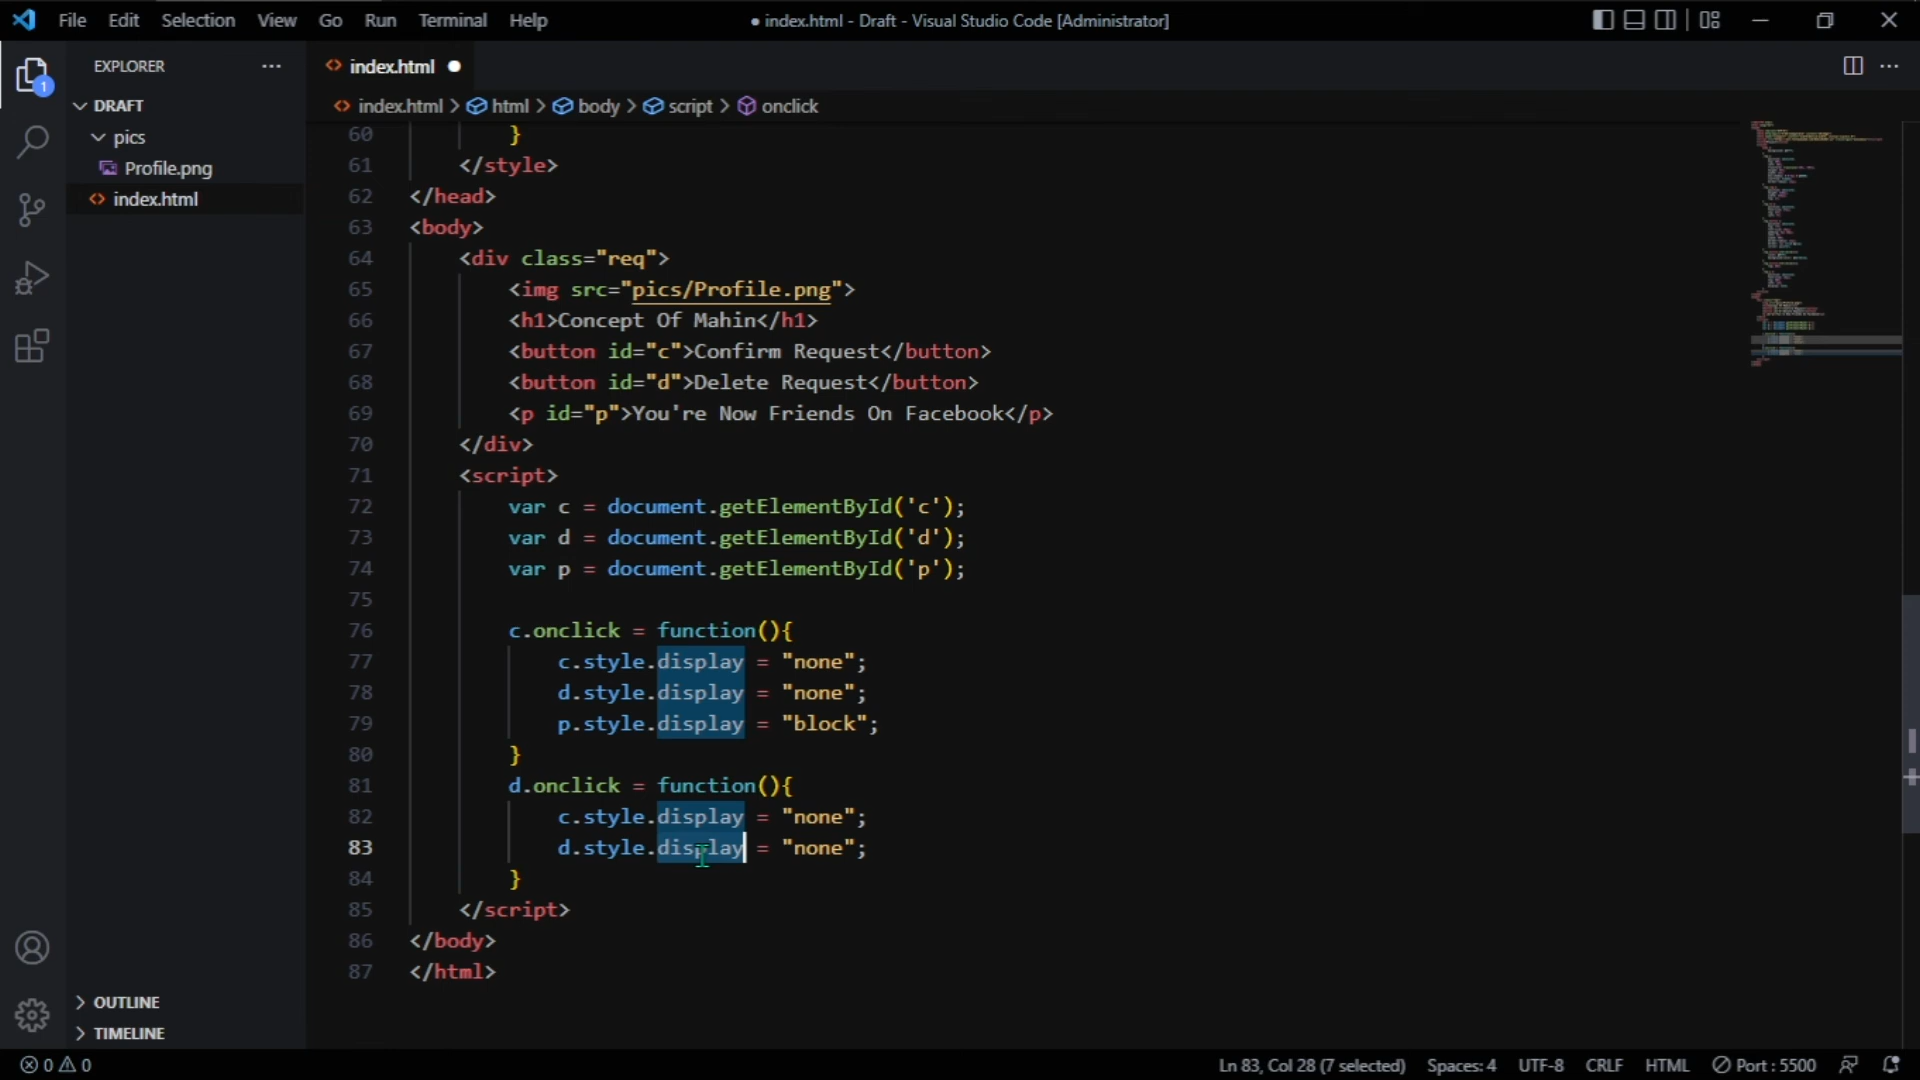 File Edit Selection View Go Run Terminal Help
● index.html - Draft - Visual Studio Code [Administrator]
EXPLORER
DRAFT
pics
Profile.png
index.html
OUTLINE
TIMELINE
1
index.html
index.html > html > body > script > onclick
60 }
61 </style>
62 </head>
63 <body>
64 <div class="req">
65 <img src="pics/Profile.png">
66 <h1>Concept Of Mahin</h1>
67 <button id="c">Confirm Request</button>
68 <button id="d">Delete Request</button>
69 <p id="p">You're Now Friends On Facebook</p>
70 </div>
71 <script>
72 var c = document.getElementById('c');
73 var d = document.getElementById('d');
74 var p = document.getElementById('p');
75
76 c.onclick = function(){
77 c.style.display = "none";
78 d.style.display = "none";
79 p.style.display = "block";
80 }
81 d.onclick = function(){
82 c.style.display = "none";
83 d.style.display = "none";
84 }
85 </script>
86 </body>
87 </html>
0 0
Ln 83, Col 28 (7 selected) Spaces: 4 UTF-8 CRLF HTML Port : 5500